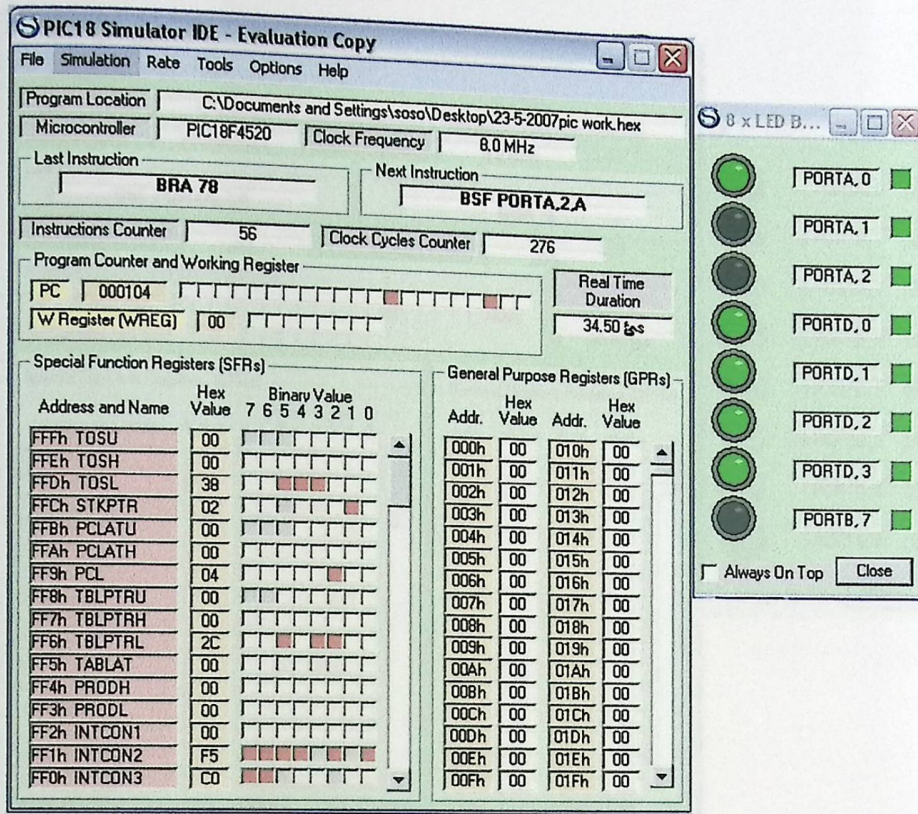 PIC18 Simulator IDE - Evaluation Copy
File Simulation Rate Tools Options Help
Program Location C:\Documents and Settings\soso\Desktop\23-5-2007pic work.hex
Microcontroller PIC18F4520 Clock Frequency 8.0 MHz
Last Instruction
BRA 78
Next Instruction
BSF PORTA,2,A
Instructions Counter 56 Clock Cycles Counter 276
Program Counter and Working Register
PC 000104
W Register (WREG) 00
Real Time
Duration
34.50
Special Function Registers (SFRs)
Address and Name Hex Value Binary Value
7 6 5 4 3 2 1 0
FFFh TOSU 00
FFEh TOSH 00
FFDh TOSL 38
FFCh STKPTR 02
FFBh PCLATU 00
FFAh PCLATH 00
FF9h PCL 04
FF8h TBLPTRU 00
FF7h TBLPTRH 00
FF6h TBLPTRL 2C
FF5h TABLAT 00
FF4h PRODH 00
FF3h PRODL 00
FF2h INTCON1 00
FF1h INTCON2 F5
FF0h INTCON3 C0
General Purpose Registers (GPRs)
Addr. Hex Value Addr. Hex Value
000h 00 010h 00
001h 00 011h 00
002h 00 012h 00
003h 00 013h 00
004h 00 014h 00
005h 00 015h 00
006h 00 016h 00
007h 00 017h 00
008h 00 018h 00
009h 00 019h 00
00Ah 00 01Ah 00
00Bh 00 01Bh 00
00Ch 00 01Ch 00
00Dh 00 01Dh 00
00Eh 00 01Eh 00
00Fh 00 01Fh 00
8 x LED B...
PORTA,0
PORTA,1
PORTA,2
PORTD,0
PORTD,1
PORTD,2
PORTD,3
PORTB,7
Always On Top Close